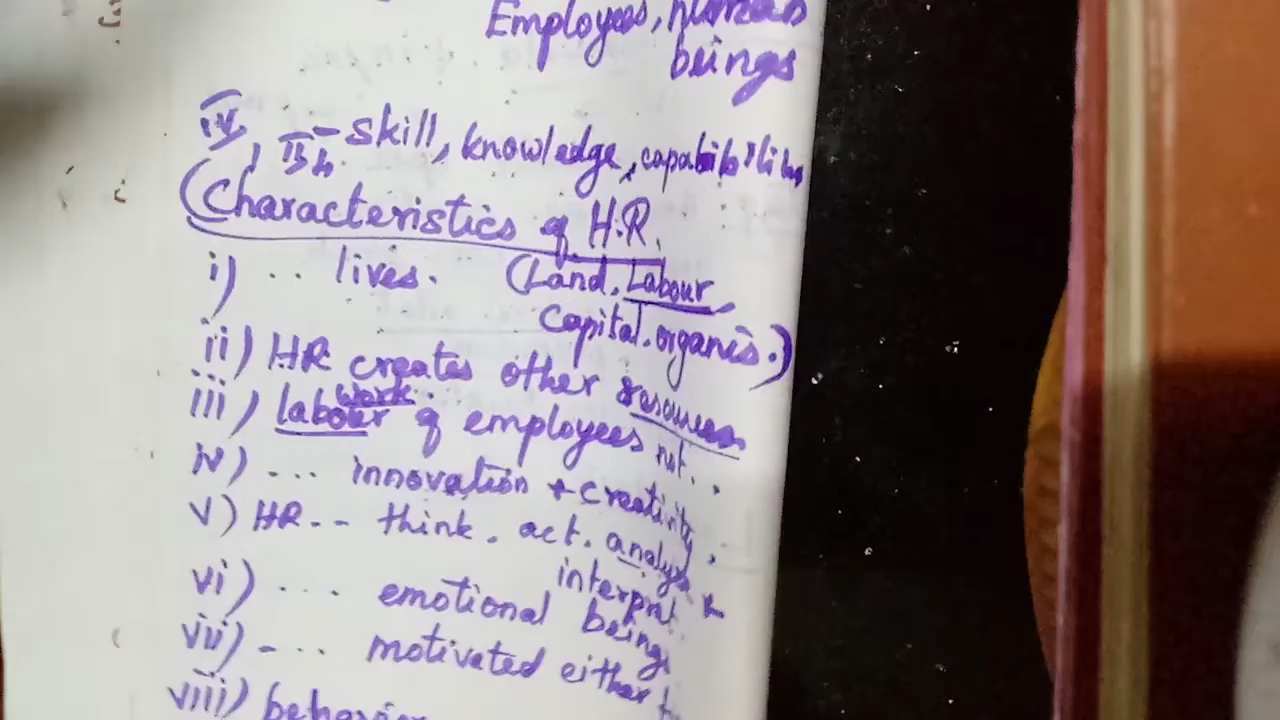 Employees, human
beings
iv, - skill, knowledge, capabi
Characteristics of H.R.
i) .. lives. (Land, Labour,
Capital, organis.)
ii) HR creates other resources
work
iii) labour of employees not..
iv) ... innovation + creativity
v) HR -- think, act, analyse &
interpret.
vi) .... emotional beings
vii) - ... motivated either
viii)